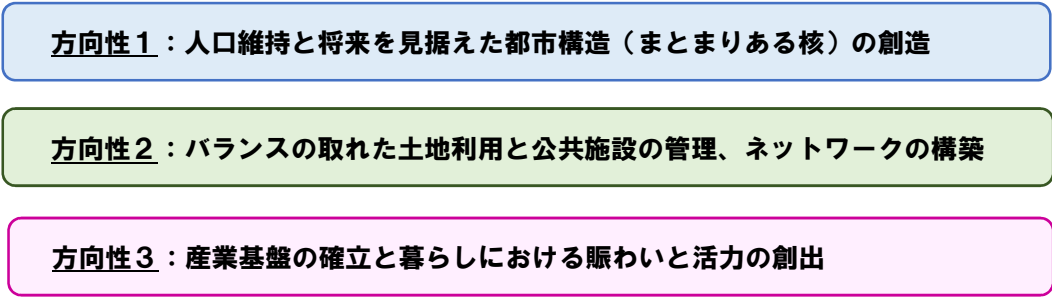 方向性１：人口維持と将来を見据えた都市構造（まとまりある核）の創造
方向性２：バランスの取れた土地利用と公共施設の管理、ネットワークの構築
方向性３：産業基盤の確立と暮らしにおける賑わいと活力の創出